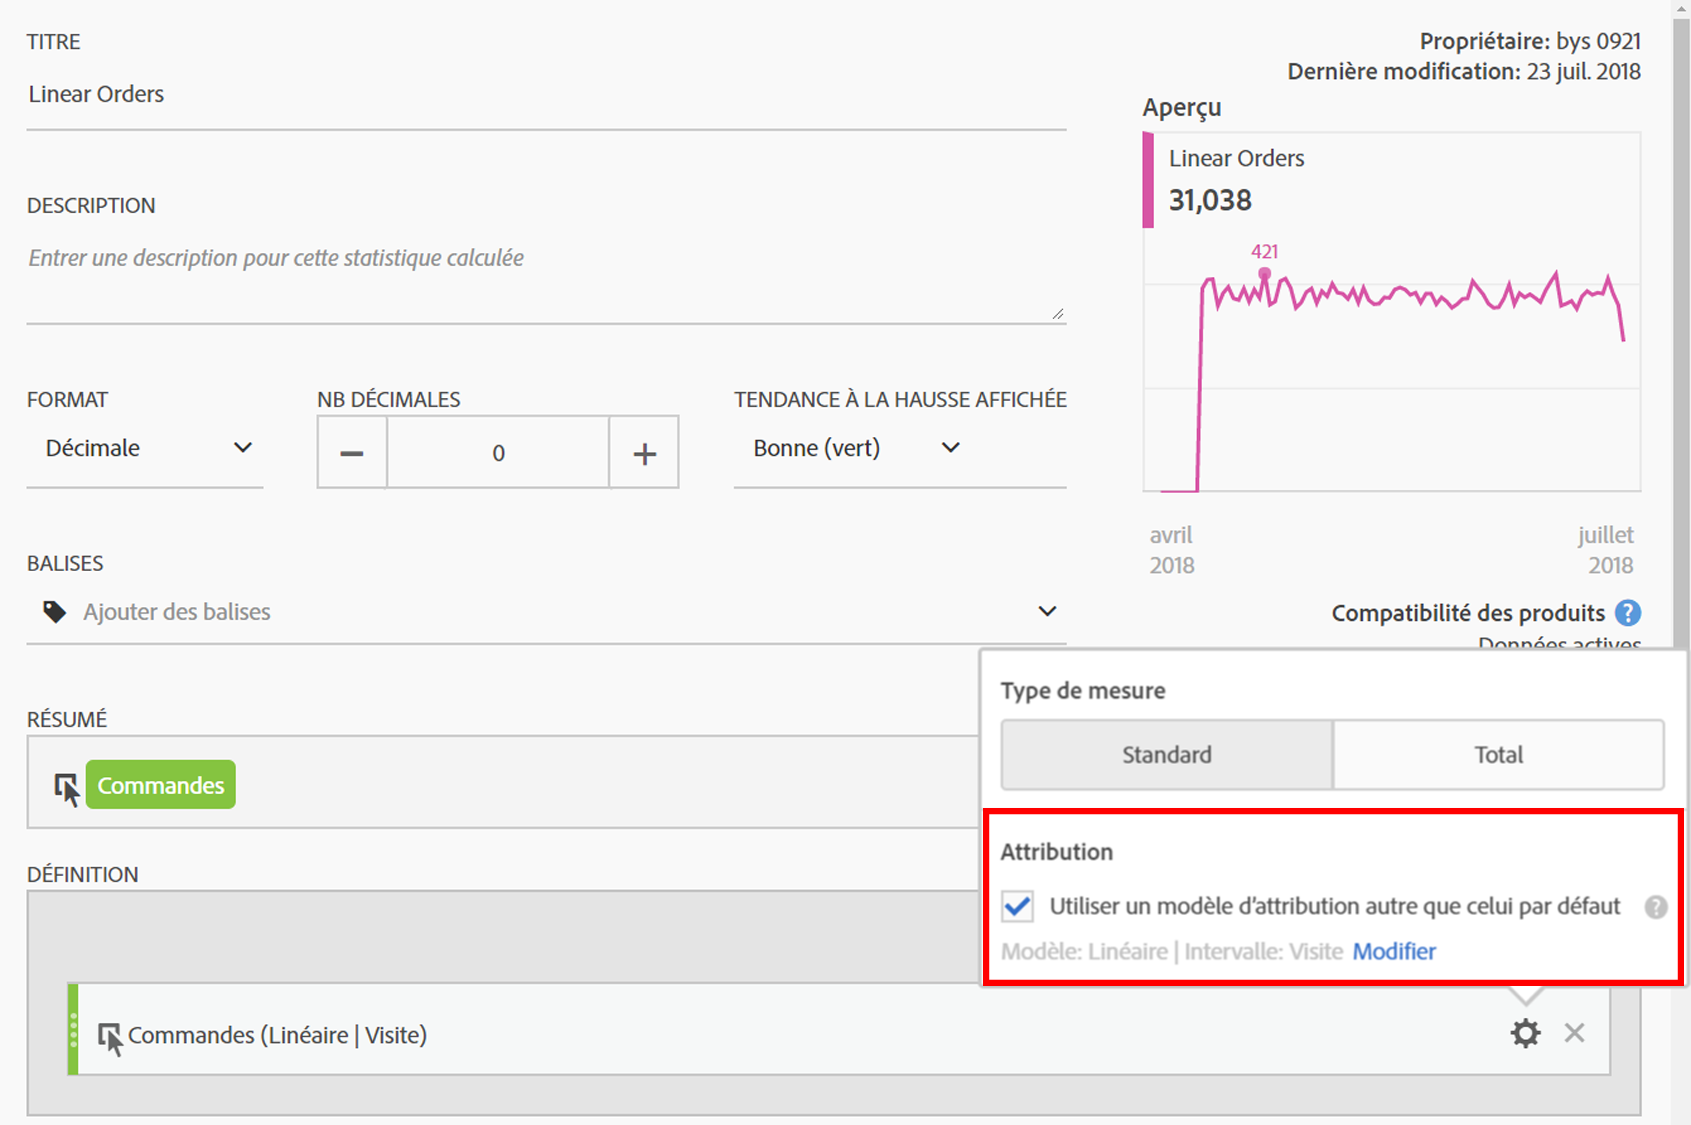 TITRE
Linear Orders
DESCRIPTION
Entrer une description pour cette statistique calculée
FORMAT
Décimale
NB DÉCIMALES
0
TENDANCE À LA HAUSSE AFFICHÉE
Bonne (vert)
BALISES
Ajouter des balises
Propriétaire: bys 0921
Dernière modification: 23 juil. 2018
Aperçu
Linear Orders
31,038
421
avril
2018
juillet
2018
Compatibilité des produits ?
Données actives
RÉSUMÉ
Commandes
Type de mesure
Standard
Total
Attribution
Utiliser un modèle d'attribution autre que celui par défaut ?
Modèle: Linéaire | Intervalle: Visite Modifier
DÉFINITION
Commandes (Linéaire | Visite)